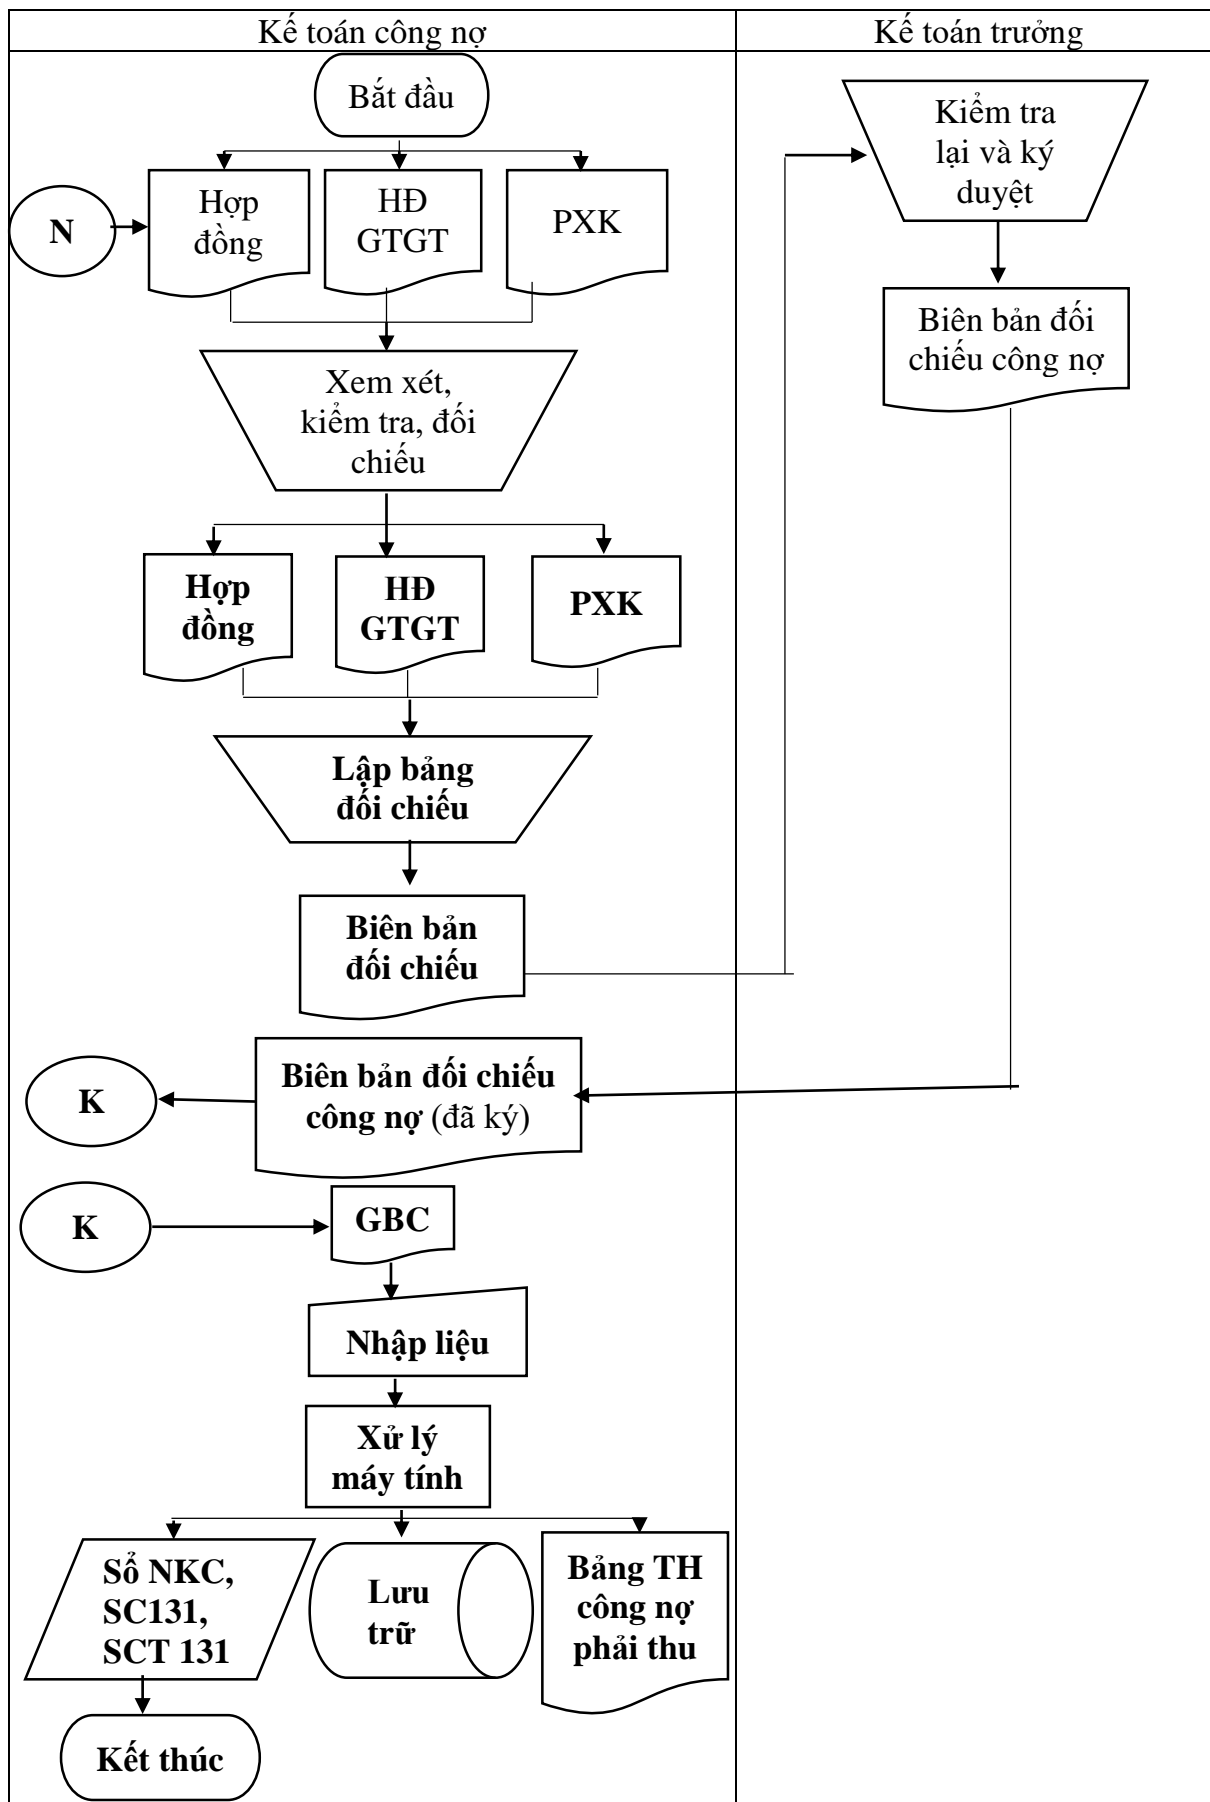 Kế toán công nợ
Kế toán trưởng
Bắt đầu
Kiểm tra
lại và ký
duyệt
N
Hợp
đồng
HĐ
GTGT
PXK
Biên bản đối
chiếu công nợ
Xem xét,
kiểm tra, đối
chiếu
Hợp
đồng
HĐ
GTGT
PXK
Lập bảng
đối chiếu
Biên bản
đối chiếu
K
Biên bản đối chiếu
công nợ (đã ký)
K
GBC
Nhập liệu
Xử lý
máy tính
Sổ NKC,
SC131,
SCT 131
Lưu
trữ
Bảng TH
công nợ
phải thu
Kết thúc